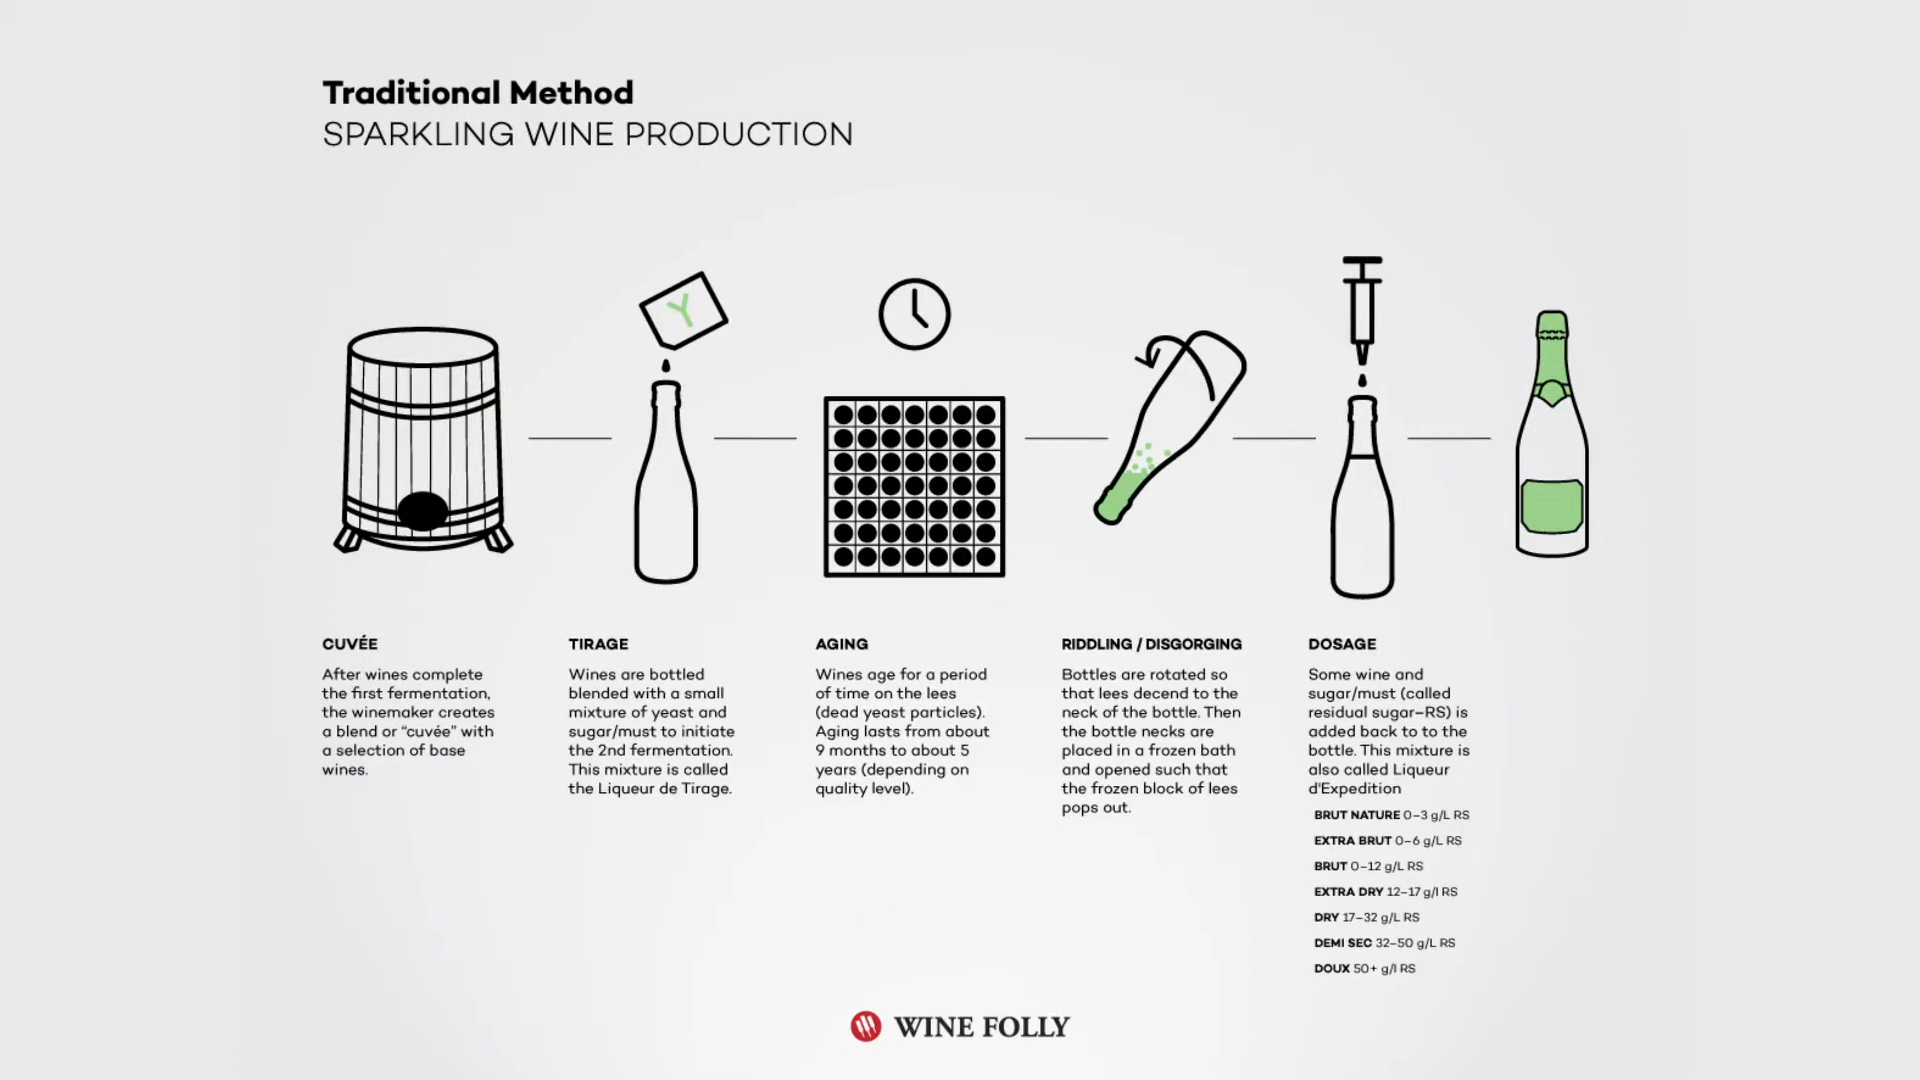 Traditional Method
SPARKLING WINE PRODUCTION
Y
CUVÉE
After wines complete
the first fermentation,
the winemaker creates
a blend or “cuvée” with
a selection of base
wines.
TIRAGE
Wines are bottled
blended with a small
mixture of yeast and
sugar/must to initiate
the 2nd fermentation.
This mixture is called
the Liqueur de Tirage.
AGING
Wines age for a period
of time on the lees
(dead yeast particles).
Aging lasts from about
9 months to about 5
years (depending on
quality level).
RIDDLING / DISGORGING
Bottles are rotated so
that lees decend to the
neck of the bottle. Then
the bottle necks are
placed in a frozen bath
and opened such that
the frozen block of lees
pops out.
DOSAGE
Some wine and
sugar/must (called
residual sugar–RS) is
added back to to the
bottle. This mixture is
also called Liqueur
d'Expedition
BRUT NATURE 0–3 g/L RS
EXTRA BRUT 0–6 g/L RS
BRUT 0–12 g/L RS
EXTRA DRY 12–17 g/l RS
DRY 17–32 g/L RS
DEMI SEC 32–50 g/L RS
DOUX 50+ g/l RS
WINE FOLLY